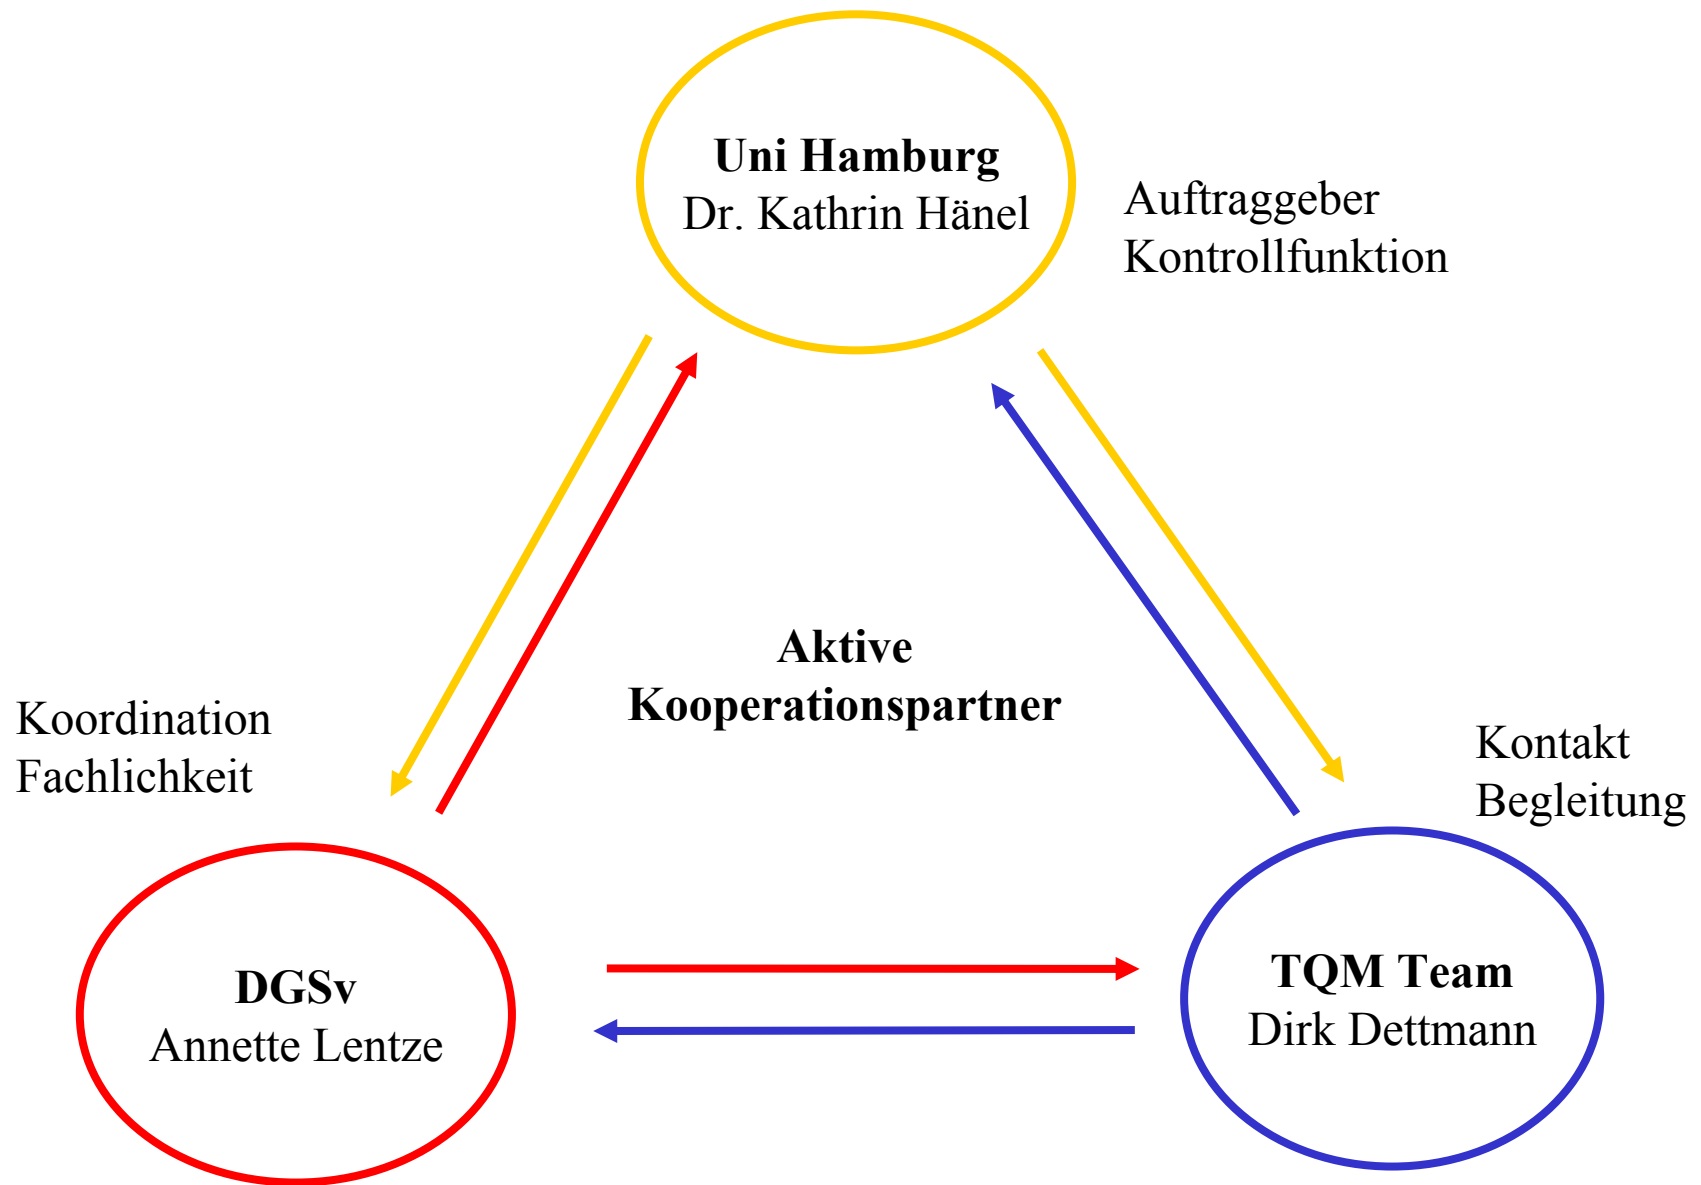 Uni Hamburg
Dr. Kathrin Hänel
Auftraggeber
Kontrollfunktion
Aktive
Kooperationspartner
Koordination
Fachlichkeit
Kontakt
Begleitung
DGSv
Annette Lentze
TQM Team
Dirk Dettmann